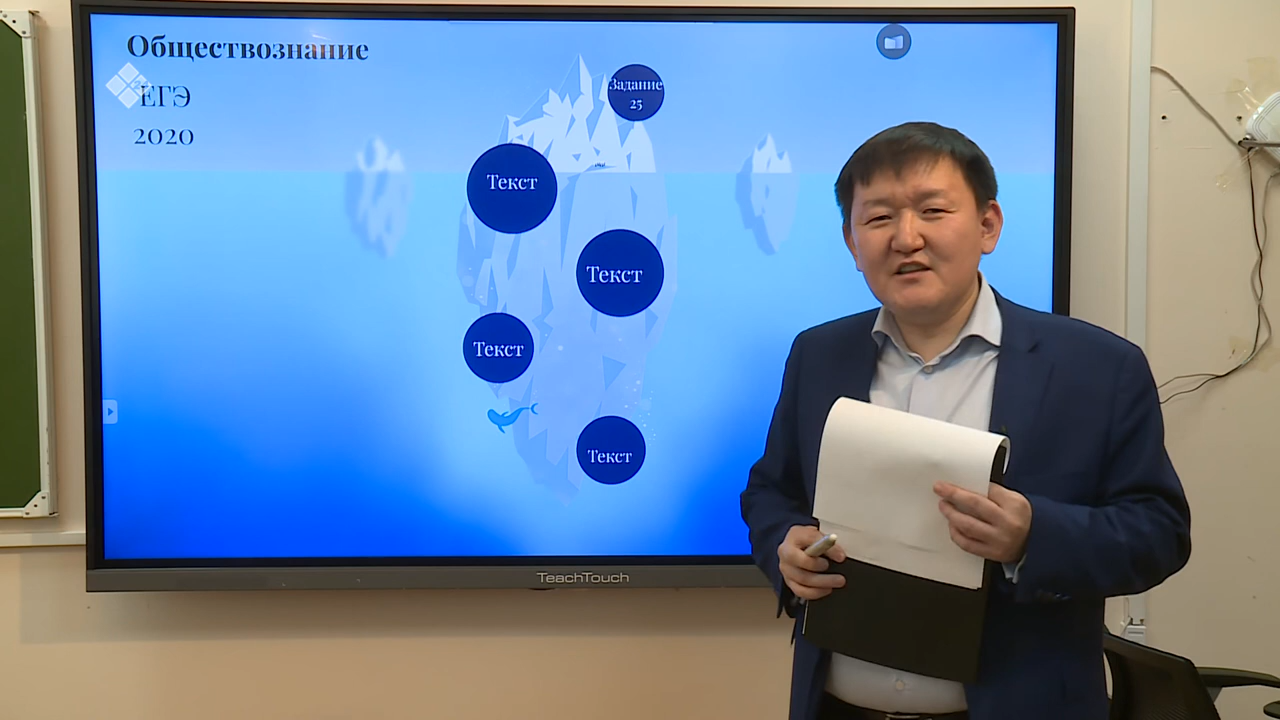 Обществознание
ЕГЭ
2020
Задание
25
Текст
Текст
Текст
Текст
TeachTouch